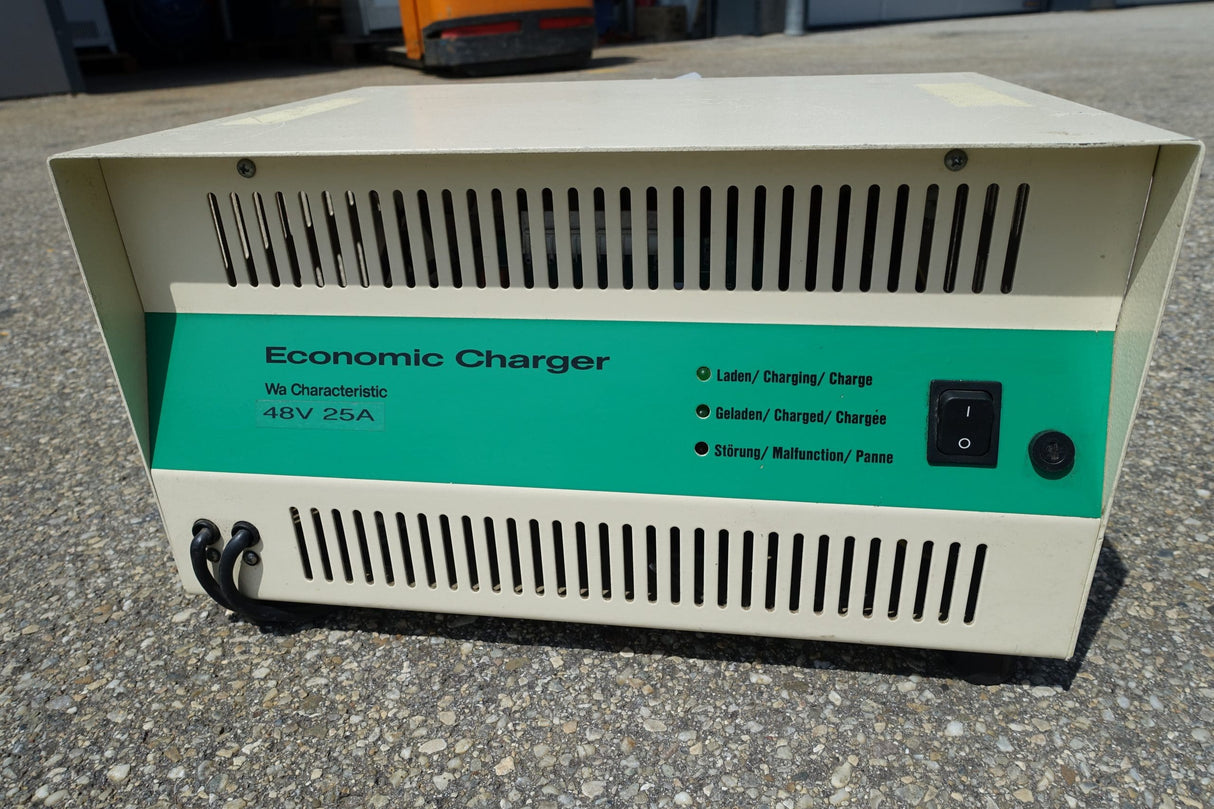 Economic Charger
Wa Characteristic
48V 25A
Laden/ Charging/ Charge
Geladen/ Charged/ Chargée
Störung/ Malfunction/ Panne
I
O